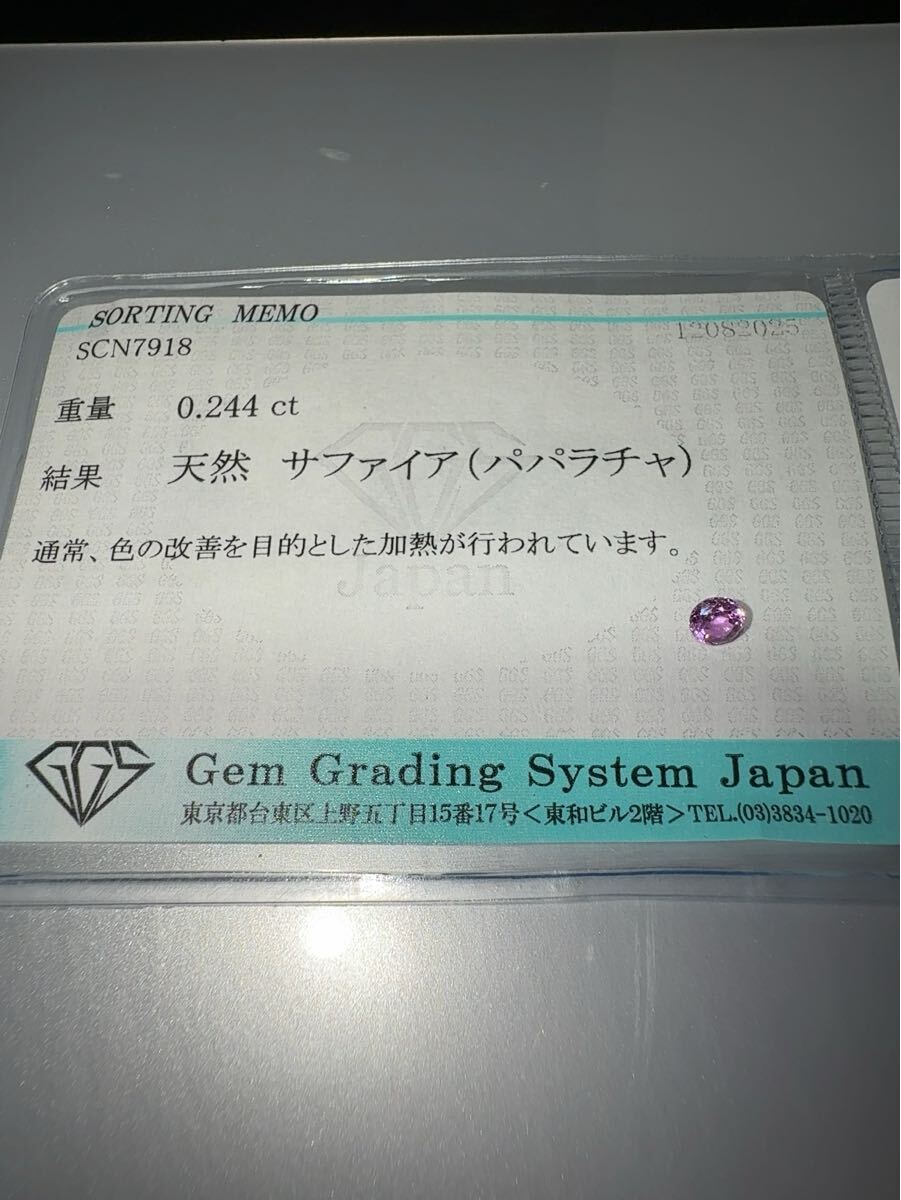 SORTING MEMO
12082025
SCN7918
重量 0.244 ct
結果 天然 サファイア(パパラチャ)
通常、色の改善を目的とした加熱が行われています。
Japan
GGS Gem Grading System Japan
東京都台東区上野五丁目15番17号<東和ビル2階>TEL.(03)3834-1020